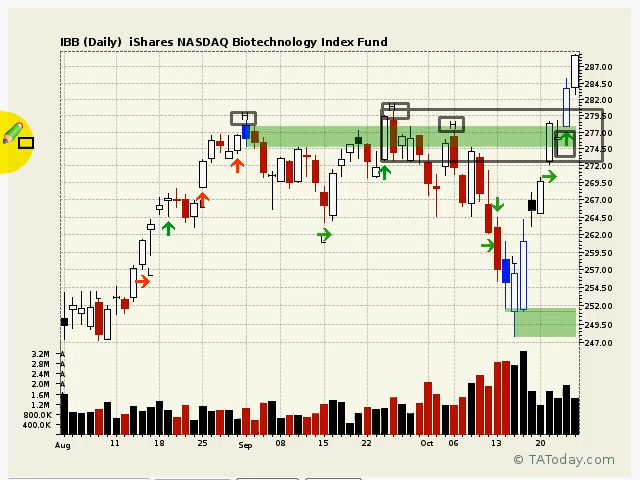 IBB (Daily) iShares NASDAQ Biotechnology Index Fund
287.00
284.50
282.00
279.50
277.00
274.50
272.00
269.50
267.00
264.50
262.00
259.50
257.00
254.50
252.00
249.50
247.00
H
H
H
3.2M
2.8M
2.4M
2.0M
1.6M
1.2M
800.0K
400.0K
A
A
A
A
A
Aug 11 18 25 Sep 08 15 22 Oct 06 13 20
© TAToday.com